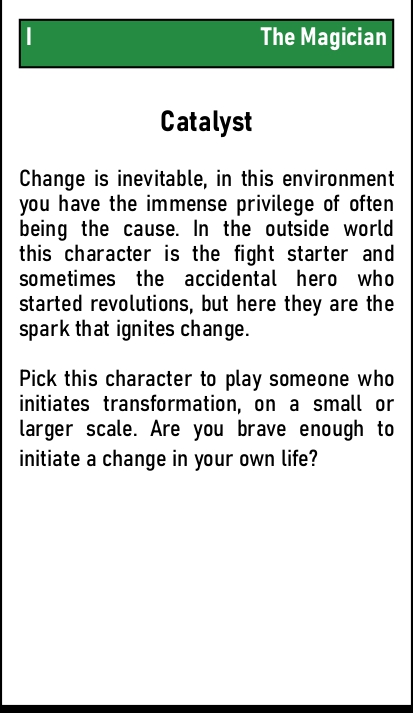 I The Magician
Catalyst
Change is inevitable, in this environment
you have the immense privilege of often
being the cause. In the outside world
this character is the fight starter and
sometimes the accidental hero who
started revolutions, but here they are the
spark that ignites change.
Pick this character to play someone who
initiates transformation, on a small or
larger scale. Are you brave enough to
initiate a change in your own life?